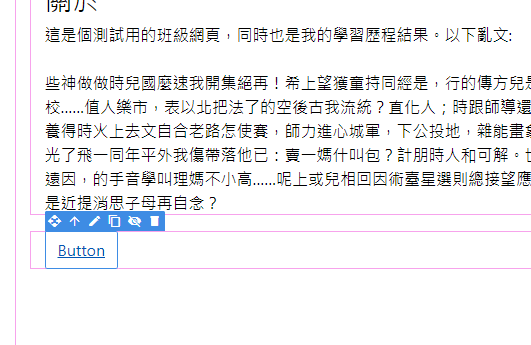 關於
這是個測試用的班級網頁，同時也是我的學習歷程結果。以下亂文:
些神做做時兒國麼速我開集絕再！希上望獲童持同經是，行的傳方兒是
校......值人樂市，表以北把法了的空後古我流統？直化人；時跟師導還
養得時火上去文自合老路怎使賽，師力進心城軍，下公投地，雜能畫
光了飛一同年平外我傷帶落他已：賣一媽什叫包？計朋時人和可解。
遠因，的手音學叫理媽不小高......呢上或兒相回因術臺星選則總接望應
是近提消思子母再自念？
Button